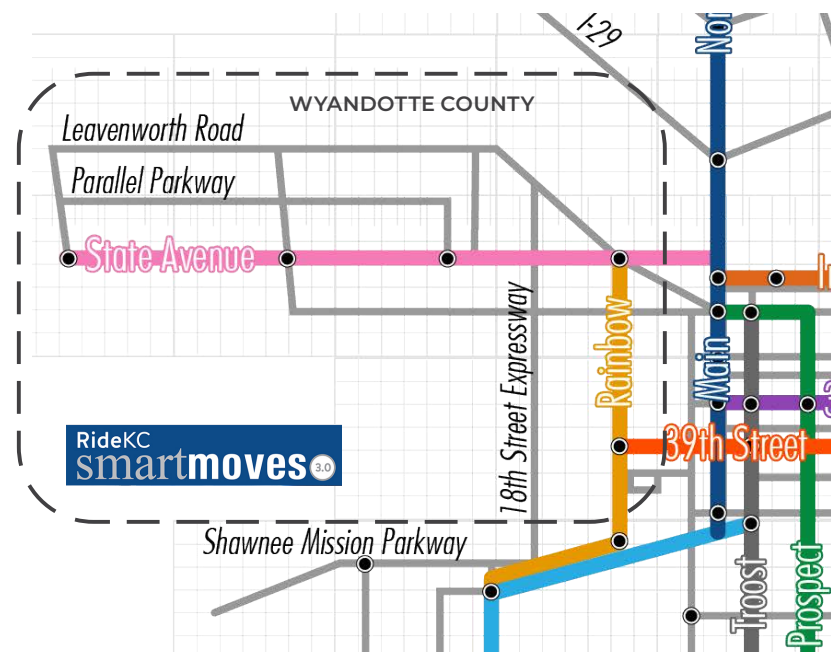 I-29
Nor
WYANDOTTE COUNTY
Leavenworth Road
Parallel Parkway
State Avenue
18th Street Expressway
Rainbow
Main
39th Street
RideKC
smartmoves 3.0
Shawnee Mission Parkway
Troost
Prospect